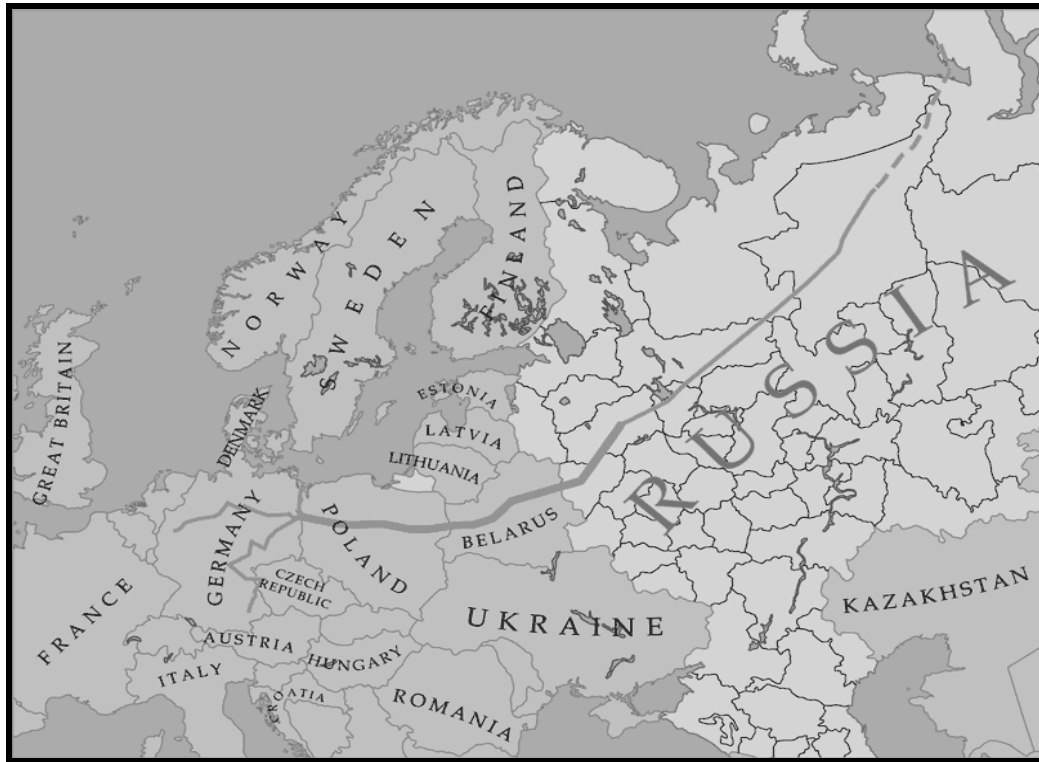 NORWAY
SWEDEN
FINLAND
RUSSIA
ESTONIA
LATVIA
LITHUANIA
DENMARK
GREAT BRITAIN
GERMANY
POLAND
BELARUS
CZECH
REPUBLIC
FRANCE
UKRAINE
KAZAKHSTAN
AUSTRIA
HUNGARY
ITALY
CROATIA
ROMANIA